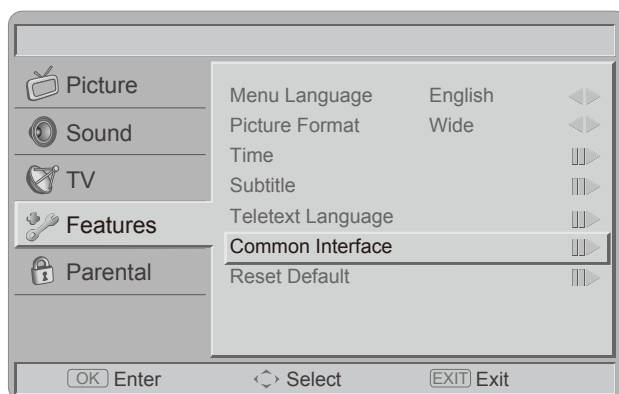 Picture
Sound
TV
Features
Parental
Menu Language English
Picture Format Wide
Time
Subtitle
Teletext Language
Common Interface
Reset Default
OK Enter Select EXIT Exit